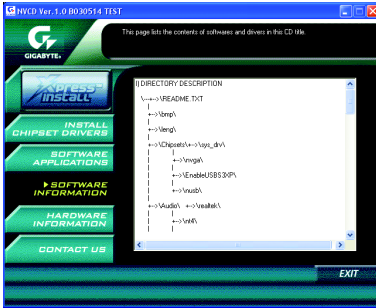 NVCD Ver.1.0 B030514 TEST
GIGABYTE.
This page lists the contents of softwares and drivers in this CD title.
Xpress
INSTALL
INSTALL
CHIPSET DRIVERS
SOFTWARE
APPLICATIONS
SOFTWARE
INFORMATION
HARDWARE
INFORMATION
CONTACT US
I) DIRECTORY DESCRIPTION
\--+-->\README.TXT
|
+-->\bmp\
|
+-->\leng\
|
+-->\Chipsets\+-->\sys_drv\
| |
| +-->\nvga\
| |
| +-->\EnableUSBS3XP\
| |
| +-->\nusb\
|
+-->\Audio\ +-->\realtek\
| |
| +-->\nt4\
| |
EXIT